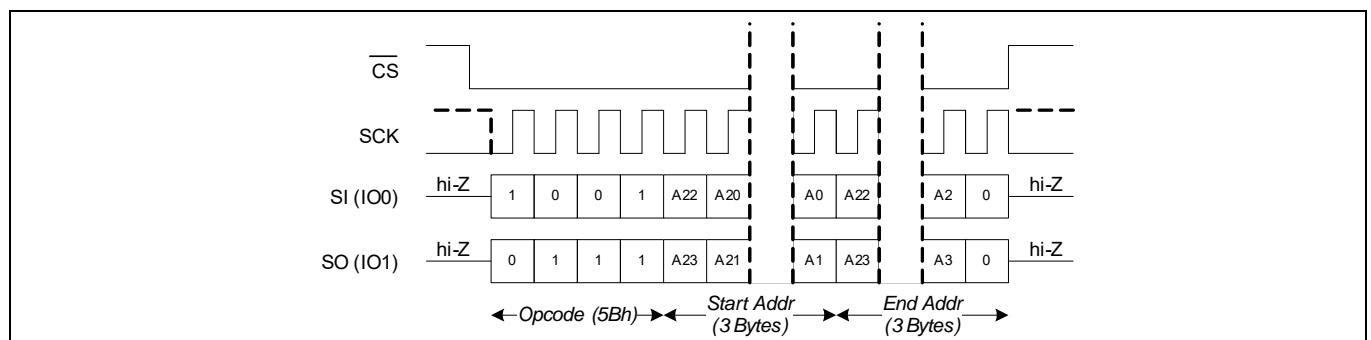 CS
SCK
SI (IO0) hi-Z 1 0 0 1 A22 A20 A0 A22 A2 0 hi-Z
SO (IO1) hi-Z 0 1 1 1 A23 A21 A1 A23 A3 0 hi-Z
Opcode (5Bh) Start Addr (3 Bytes) End Addr (3 Bytes)